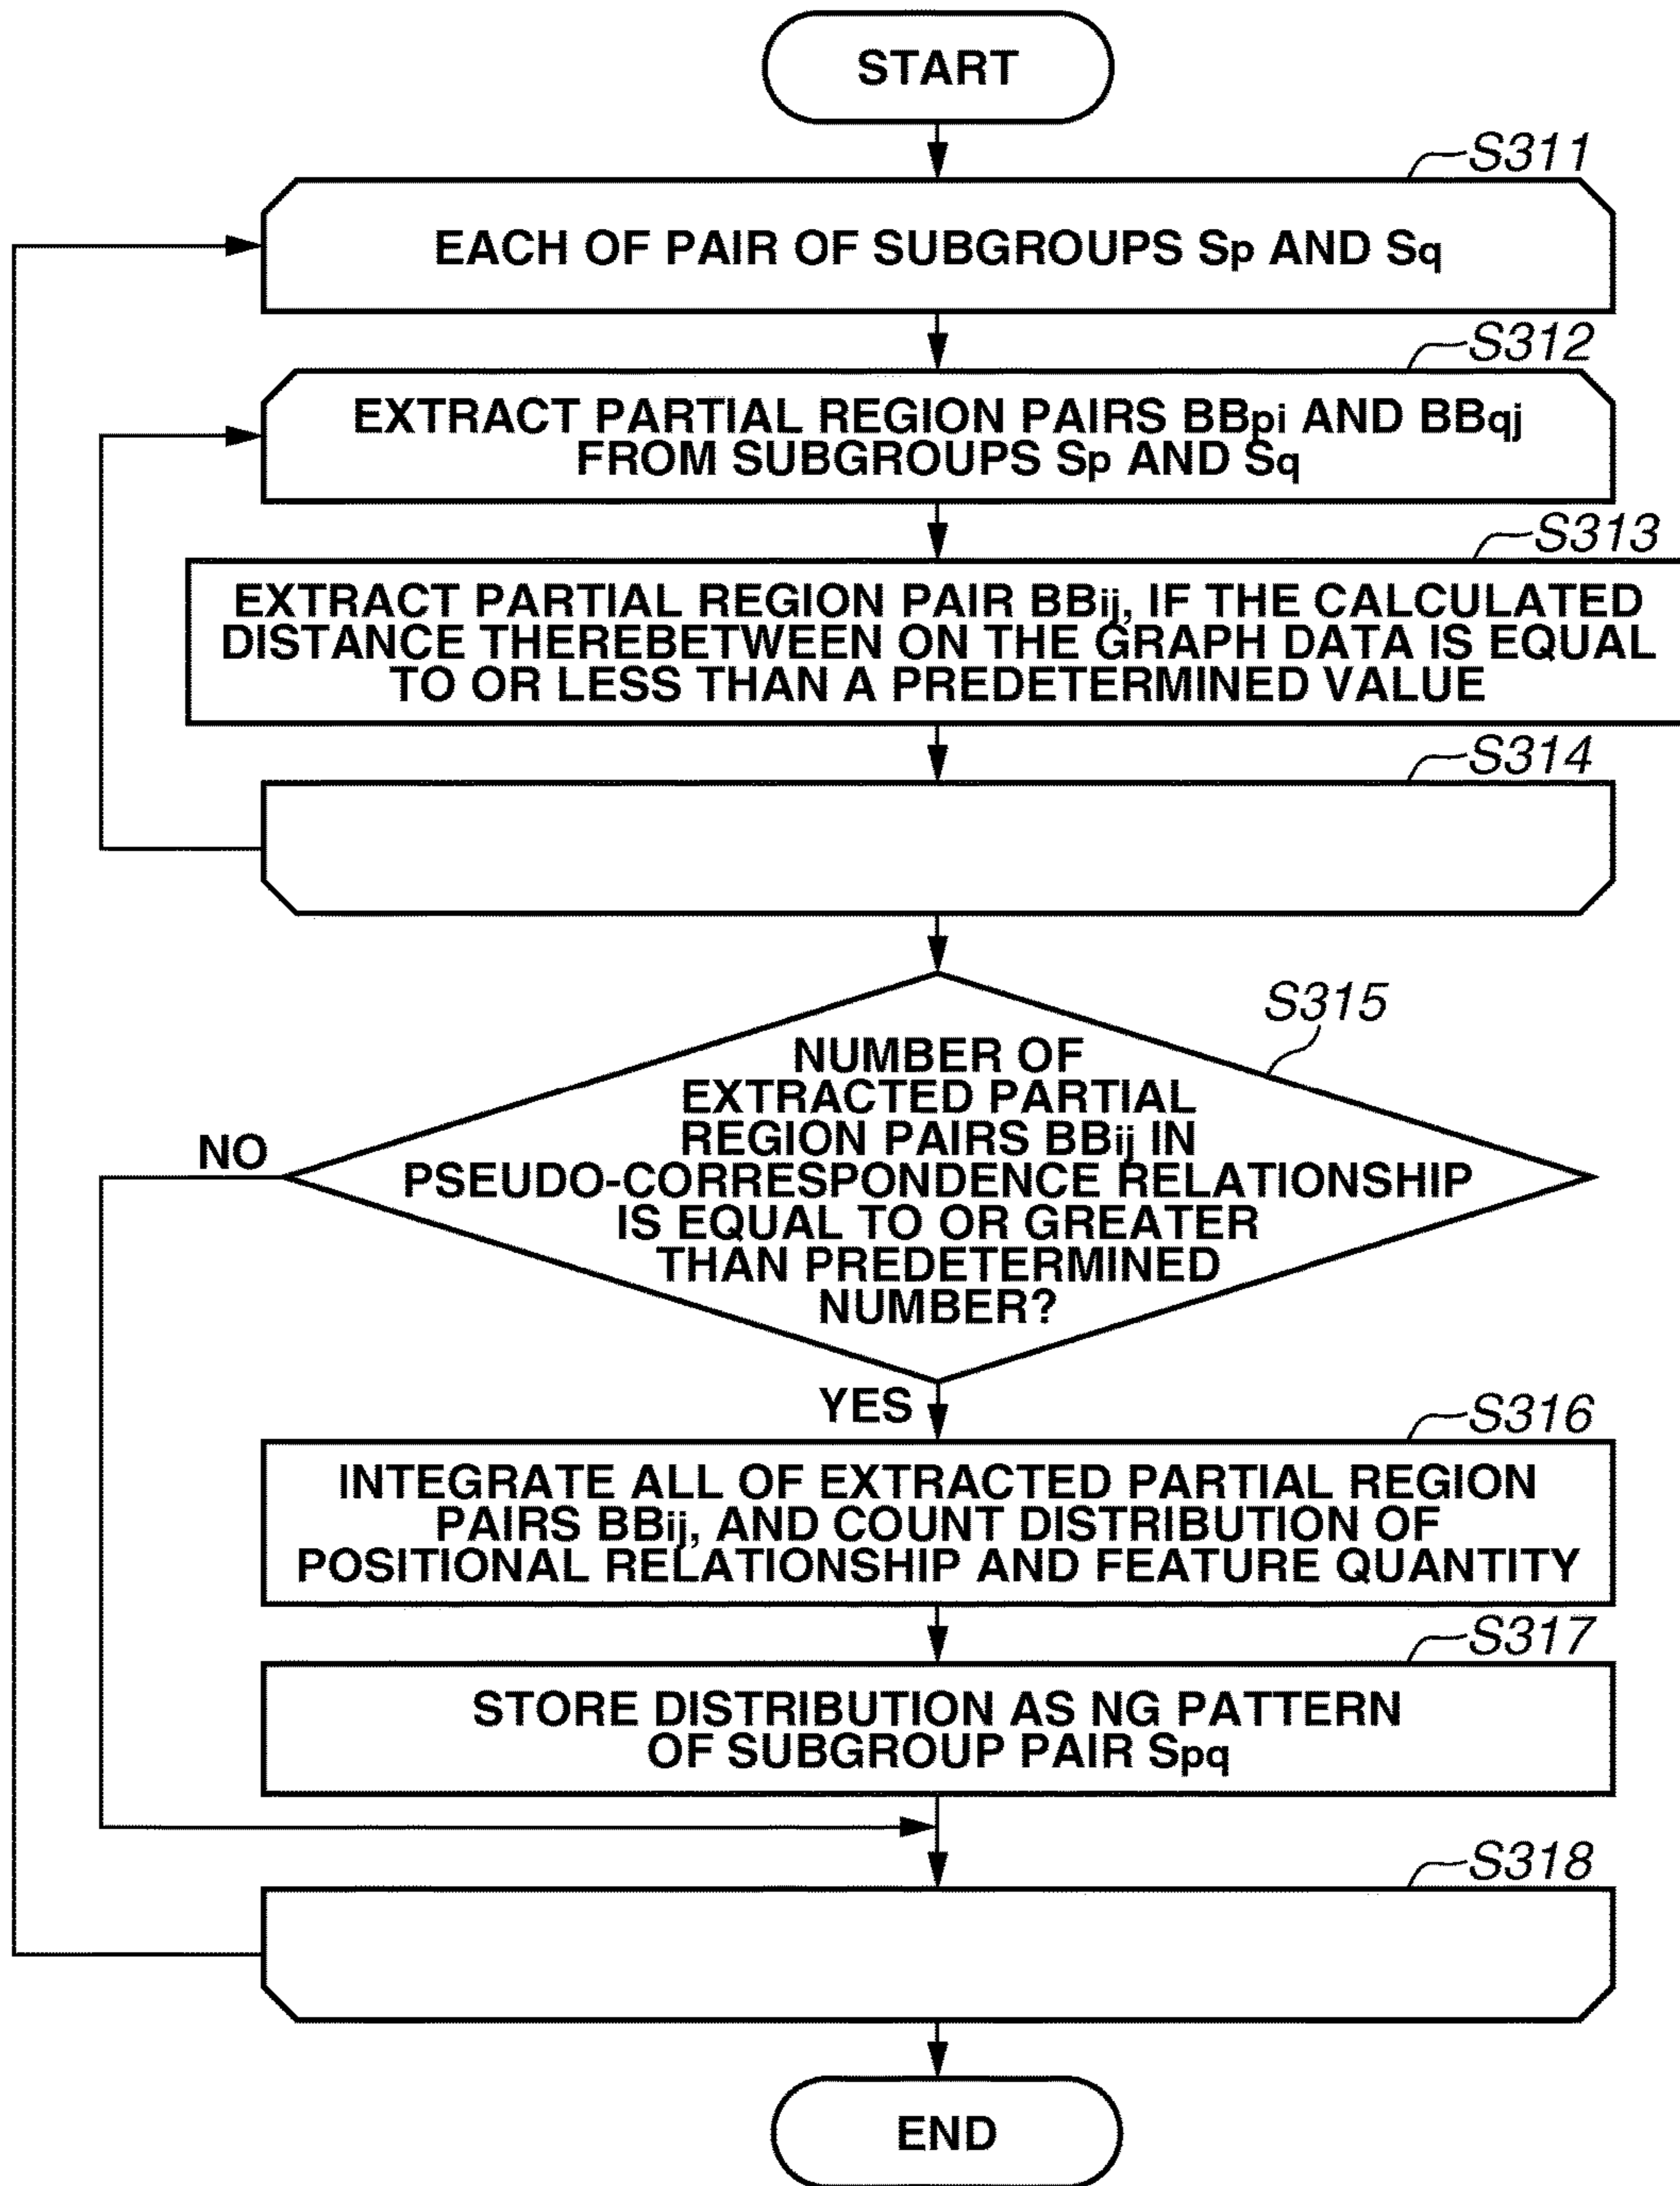 START
S311
EACH OF PAIR OF SUBGROUPS Sp AND Sq
S312
EXTRACT PARTIAL REGION PAIRS BBpi AND BBqj
FROM SUBGROUPS Sp AND Sq
S313
EXTRACT PARTIAL REGION PAIR BBij, IF THE CALCULATED
DISTANCE THEREBETWEEN ON THE GRAPH DATA IS EQUAL
TO OR LESS THAN A PREDETERMINED VALUE
S314
S315
NUMBER OF
EXTRACTED PARTIAL
REGION PAIRS BBij IN
PSEUDO-CORRESPONDENCE RELATIONSHIP
IS EQUAL TO OR GREATER
THAN PREDETERMINED
NUMBER?
NO
YES
S316
INTEGRATE ALL OF EXTRACTED PARTIAL REGION
PAIRS BBij, AND COUNT DISTRIBUTION OF
POSITIONAL RELATIONSHIP AND FEATURE QUANTITY
S317
STORE DISTRIBUTION AS NG PATTERN
OF SUBGROUP PAIR Spq
S318
END